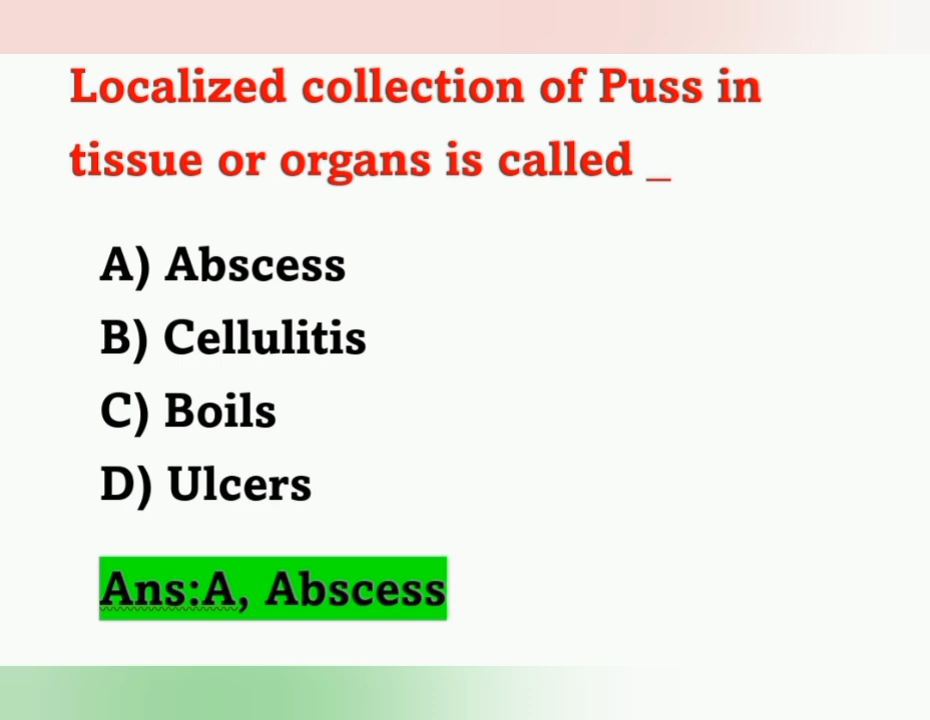 Localized collection of Puss in
tissue or organs is called _
A) Abscess
B) Cellulitis
C) Boils
D) Ulcers
Ans:A, Abscess